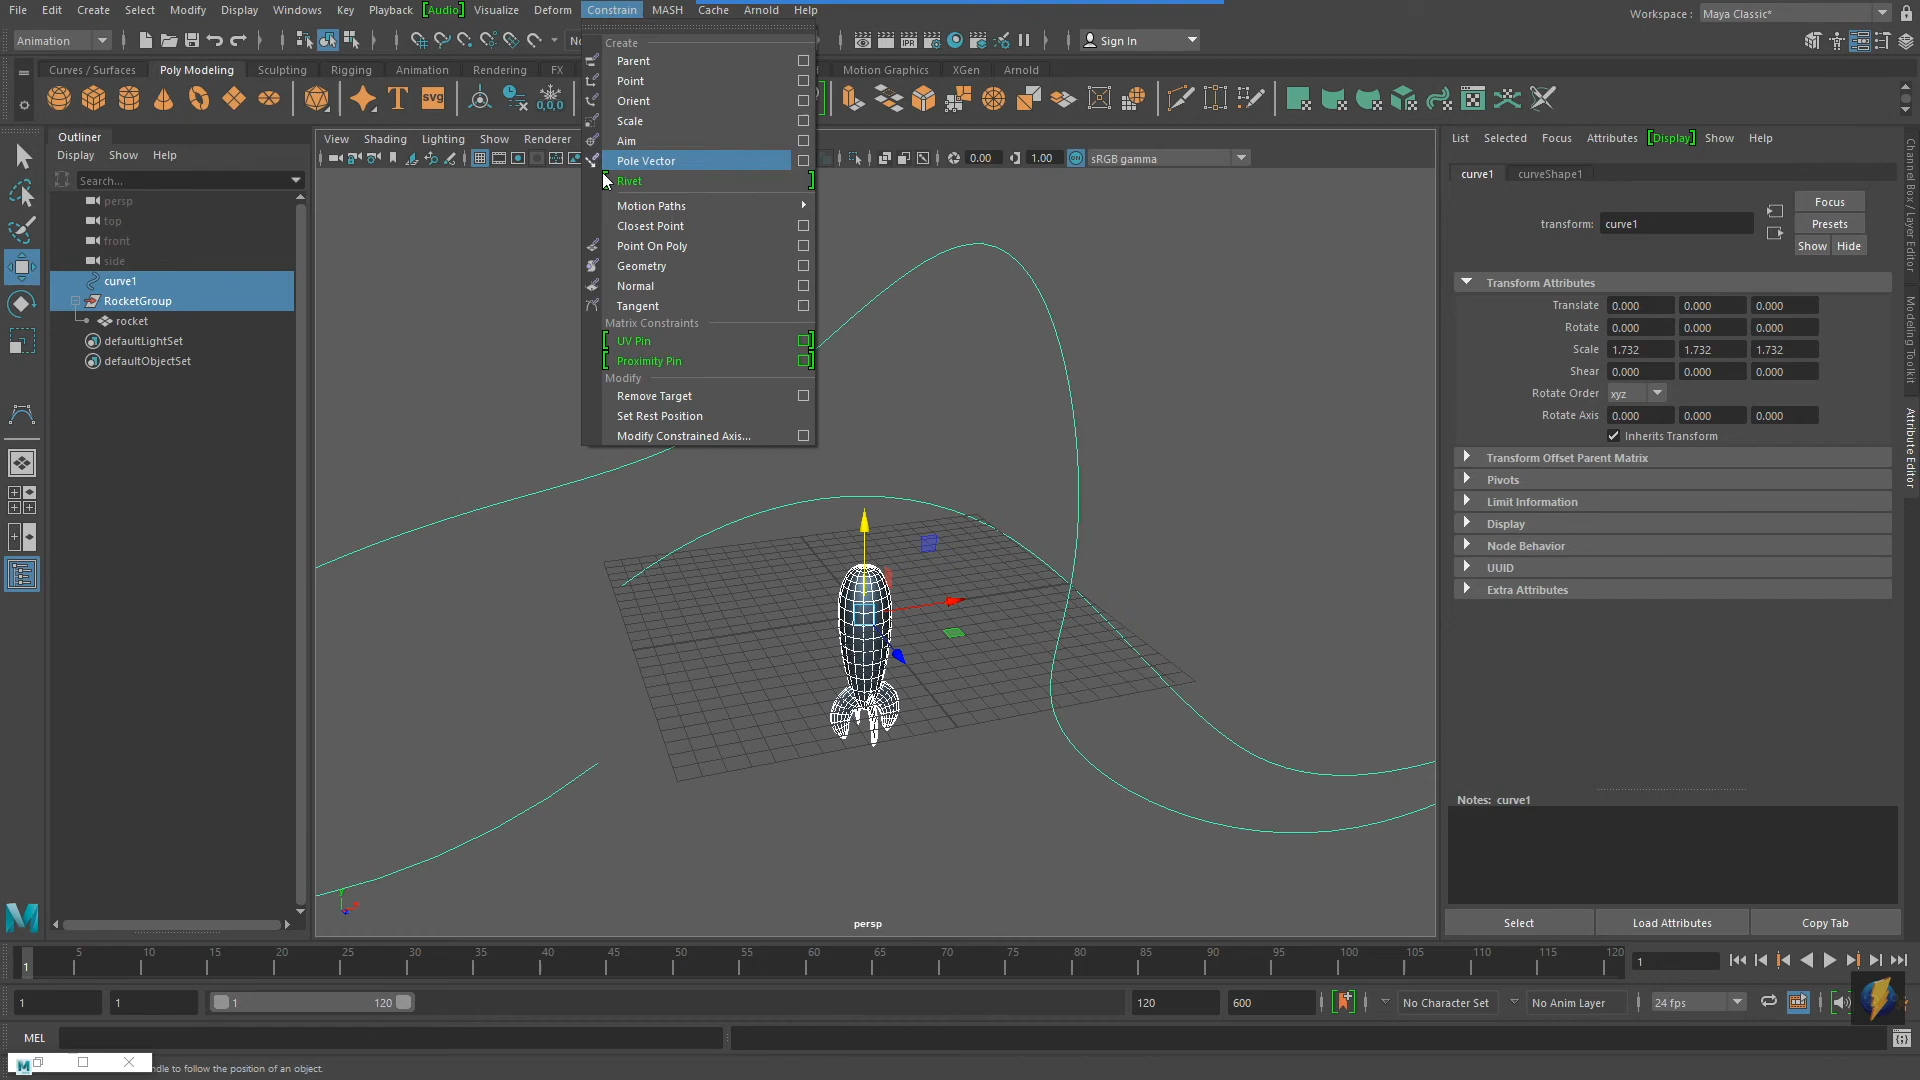 File Edit Create Select Modify Display Windows Key Playback [Audio] Visualize Deform Constrain MASH Cache Arnold Help
Workspace : Maya Classic*
Animation
Sign In
Curves / Surfaces Poly Modeling Sculpting Rigging Animation Rendering FX Motion Graphics XGen Arnold
T svg 0,0,0 IPR
Create
Parent
Point
Orient
Scale
Aim
Pole Vector
Rivet
Motion Paths
Closest Point
Point On Poly
Geometry
Normal
Tangent
Matrix Constraints
UV Pin
Proximity Pin
Modify
Remove Target
Set Rest Position
Modify Constrained Axis...
Outliner
Display Show Help
Search...
persp
top
front
side
curve1
RocketGroup
rocket
defaultLightSet
defaultObjectSet
View Shading Lighting Show Renderer
0.00 1.00 ON sRGB gamma
persp
List Selected Focus Attributes [Display] Show Help
curve1 curveShape1
transform: curve1
Focus
Presets
Show Hide
Transform Attributes
Translate 0.000 0.000 0.000
Rotate 0.000 0.000 0.000
Scale 1.732 1.732 1.732
Shear 0.000 0.000 0.000
Rotate Order xyz
Rotate Axis 0.000 0.000 0.000
Inherits Transform
Transform Offset Parent Matrix
Pivots
Limit Information
Display
Node Behavior
UUID
Extra Attributes
Notes: curve1
Select Load Attributes Copy Tab
Channel Box / Layer Editor
Modeling Toolkit
Attribute Editor
1 5 10 15 20 25 30 35 40 45 50 55 60 65 70 75 80 85 90 95 100 105 110 115 120 1
1 1 1 120 120 600 No Character Set No Anim Layer 24 fps
MEL
ndle to follow the position of an object.